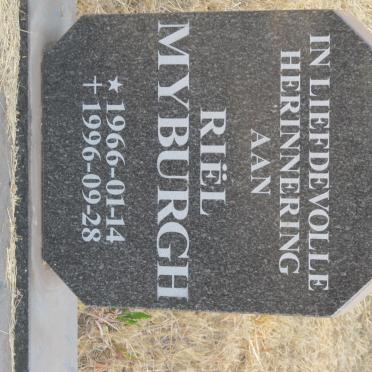 IN LIEFDEVOLLE
HERINNERING
AAN
RIËL
MYBURGH
★ 1966-01-14
✝ 1996-09-28